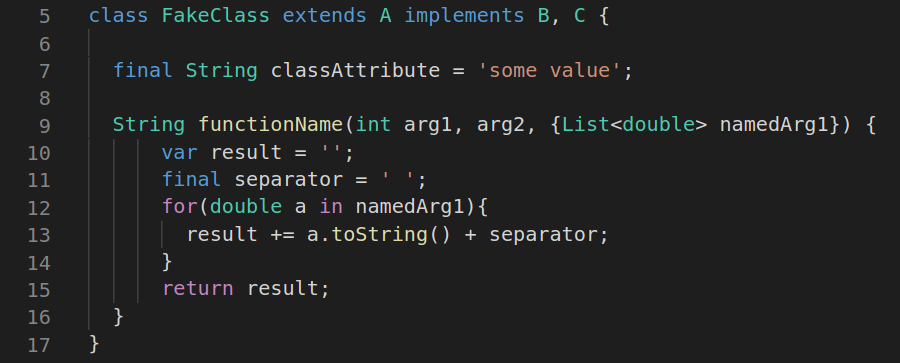 5 class FakeClass extends A implements B, C {
6
7   final String classAttribute = 'some value';
8
9   String functionName(int arg1, arg2, {List<double> namedArg1}) {
10       var result = '';
11       final separator = ' ';
12       for(double a in namedArg1){
13         result += a.toString() + separator;
14       }
15       return result;
16   }
17 }